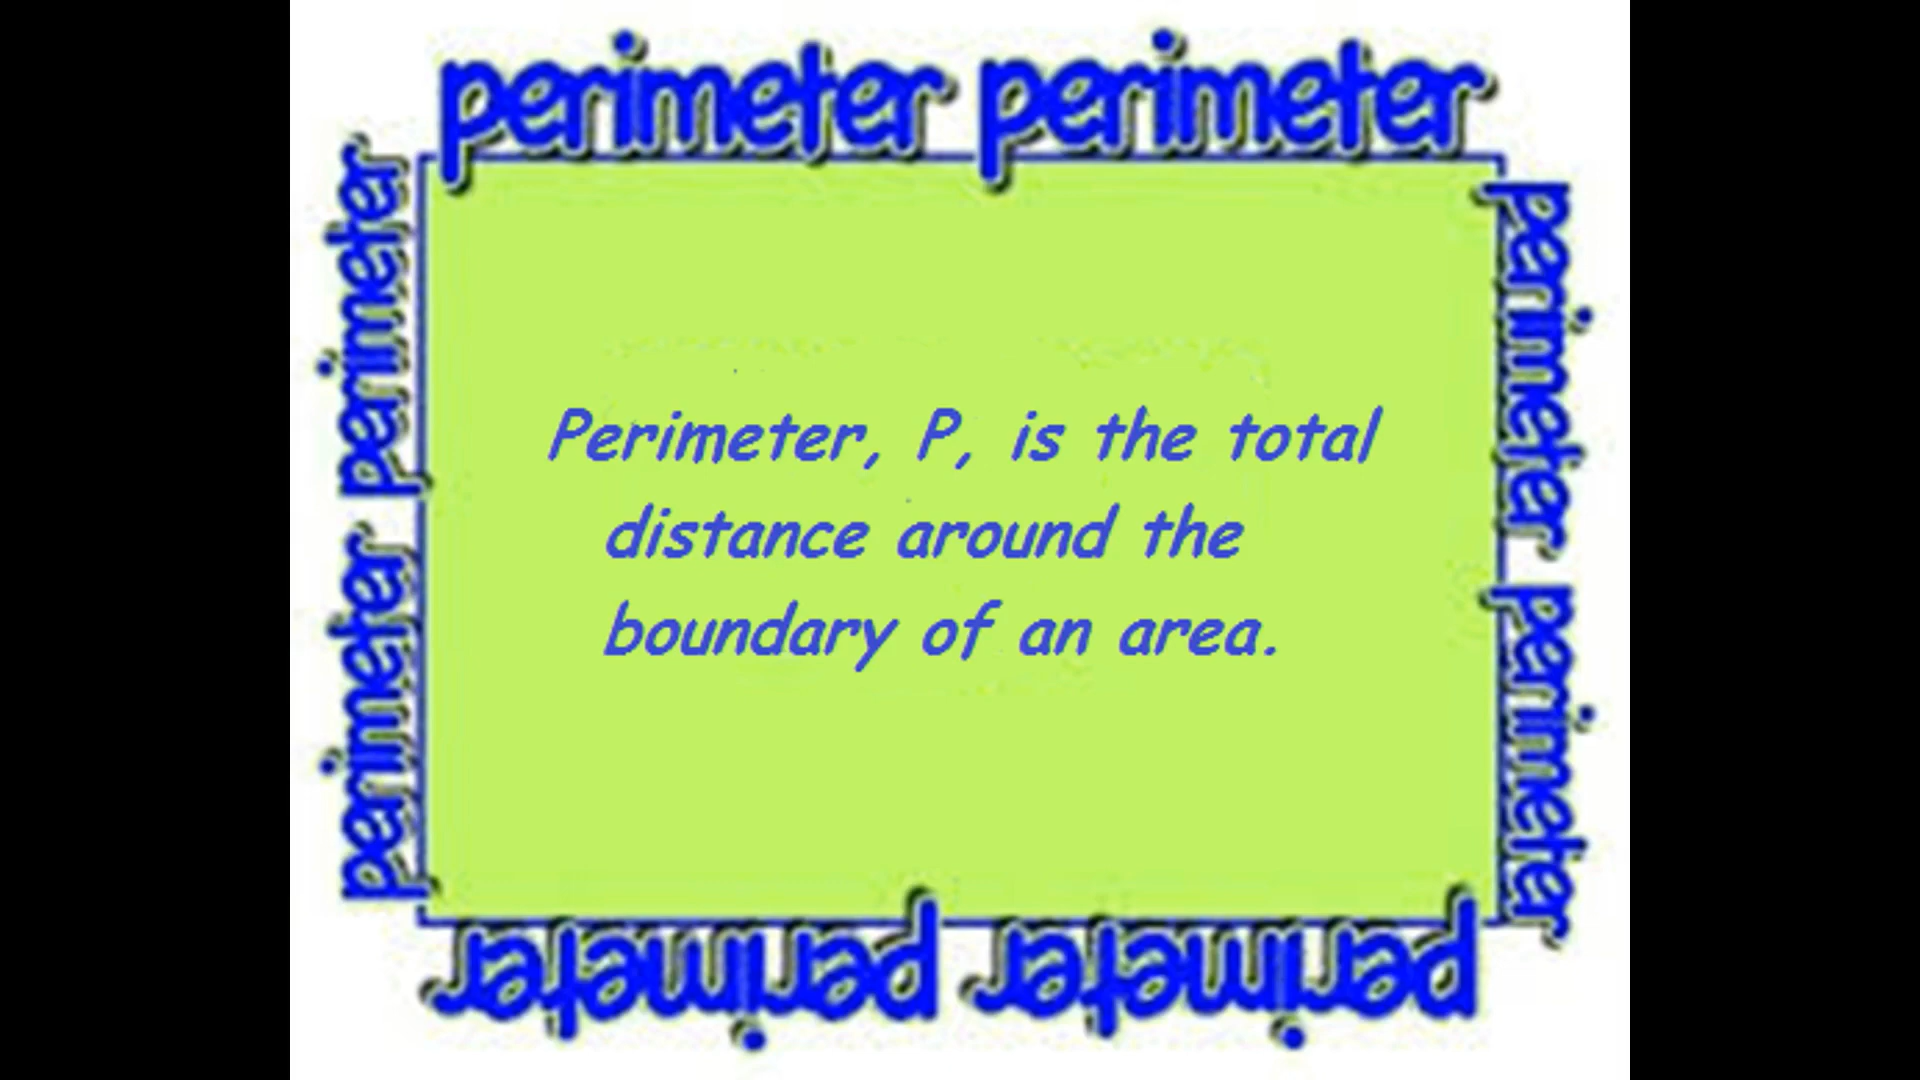 perimeter perimeter
perimeter perimeter
Perimeter, P, is the total
distance around the
boundary of an area.
perimeter perimeter
perimeter perimeter